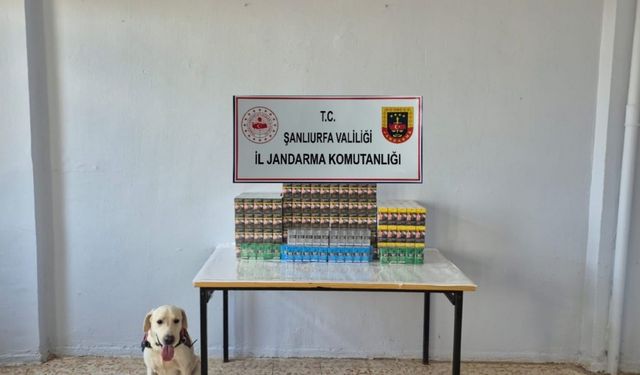 T.C.
ŞANLIURFA VALİLİĞİ
İL JANDARMA KOMUTANLIĞI